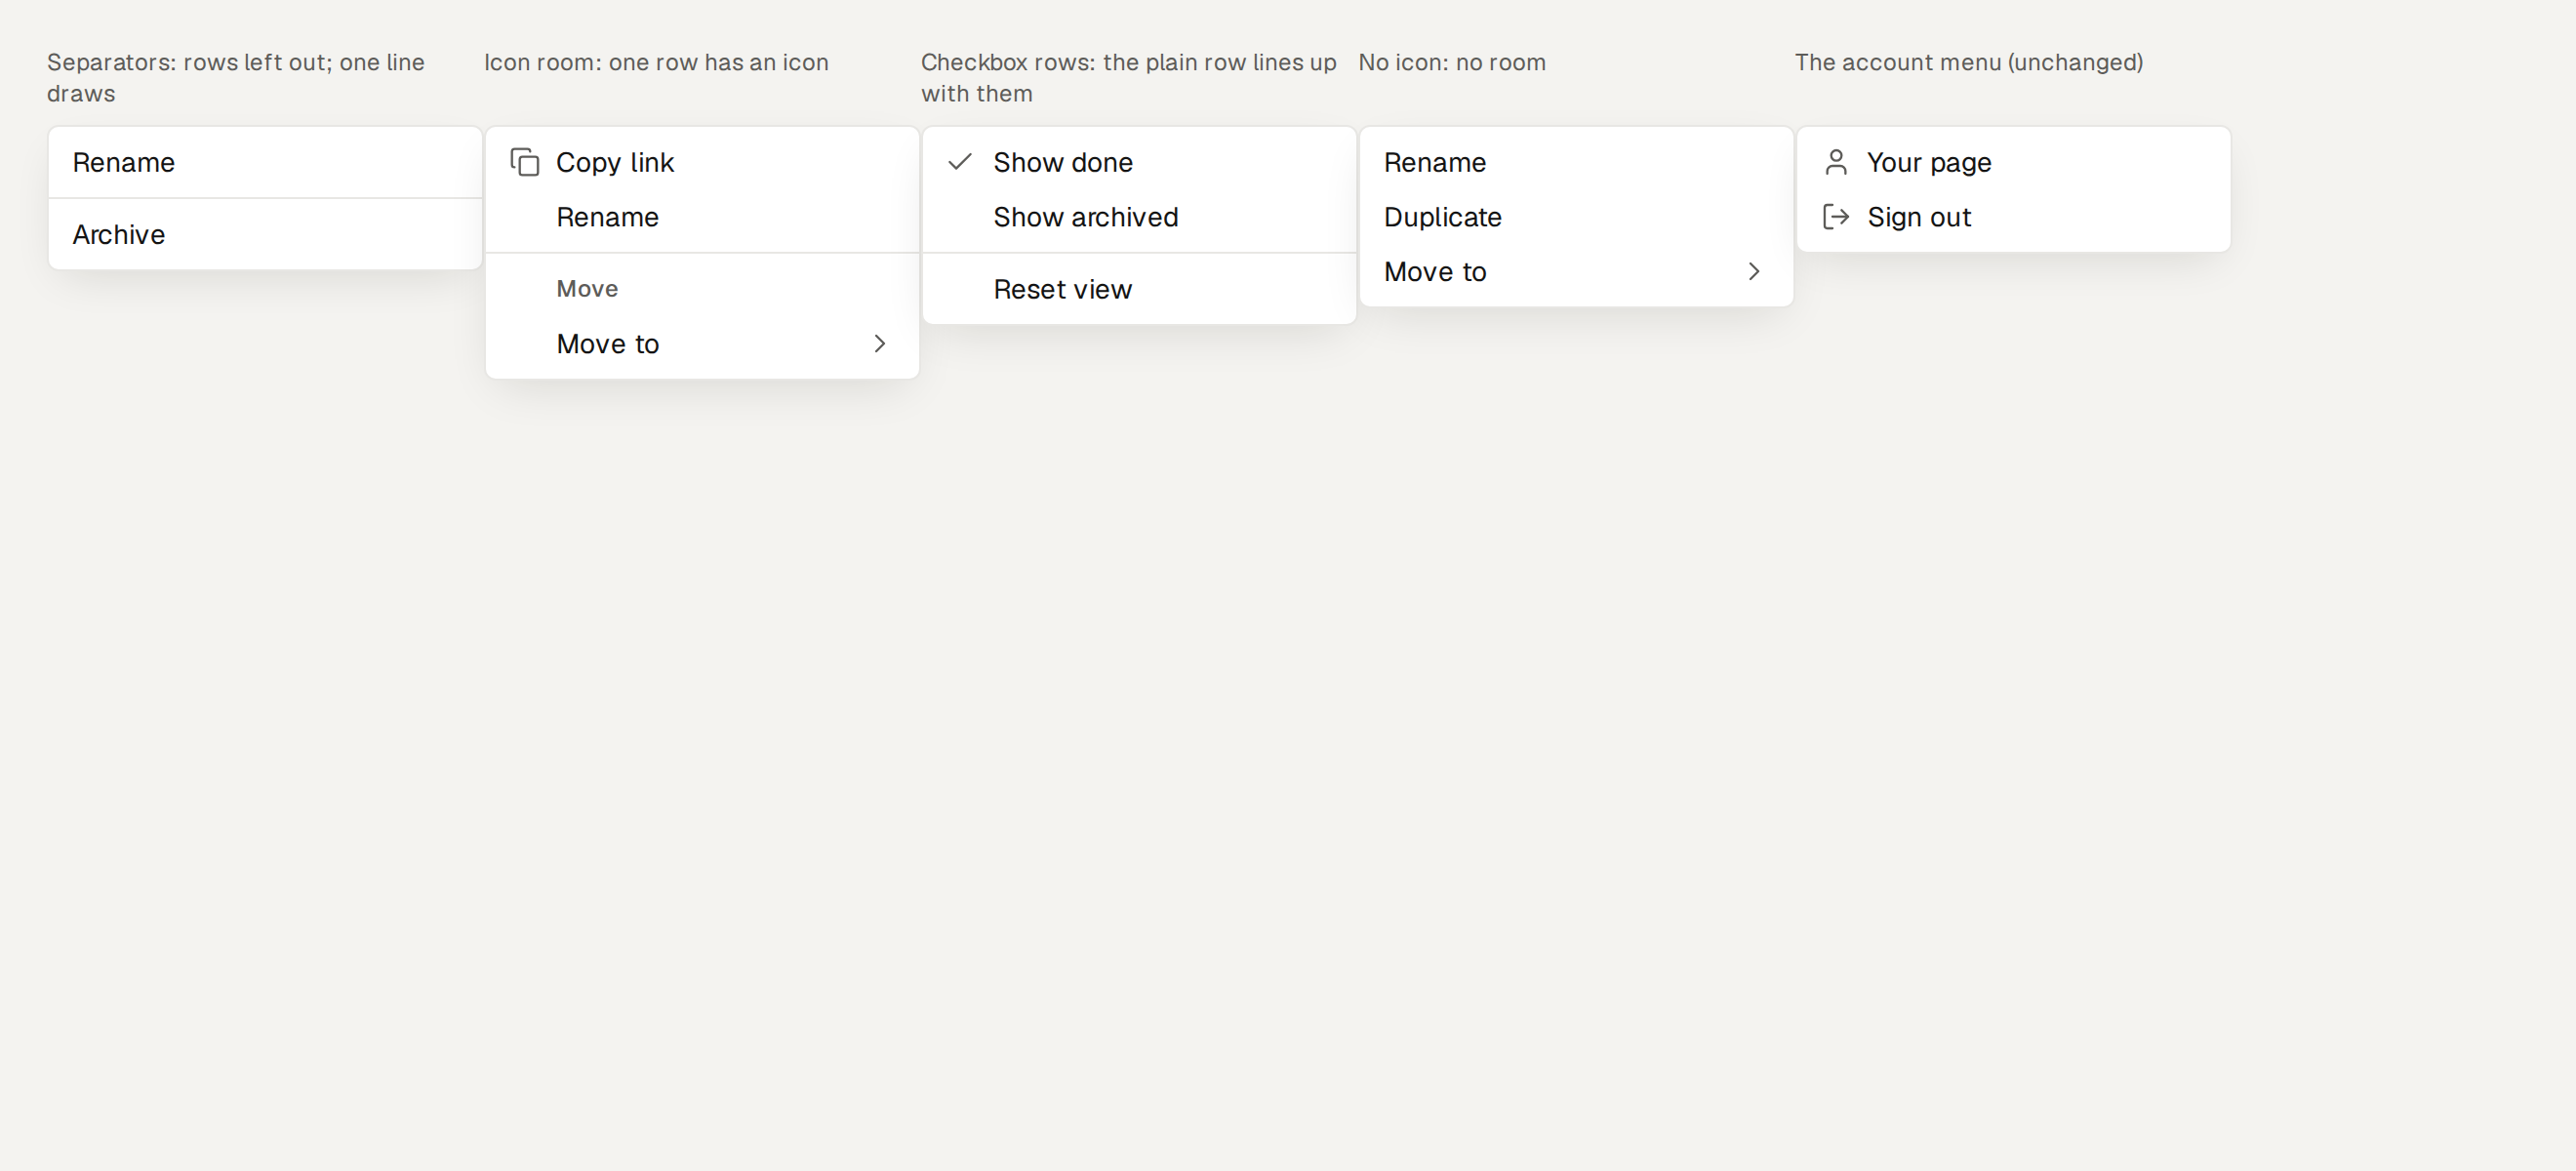 Separators: rows left out; one line
draws
Rename
Archive
Icon room: one row has an icon
Copy link
Rename
Move
Move to
Checkbox rows: the plain row lines up
with them
Show done
Show archived
Reset view
No icon: no room
Rename
Duplicate
Move to
The account menu (unchanged)
Your page
Sign out